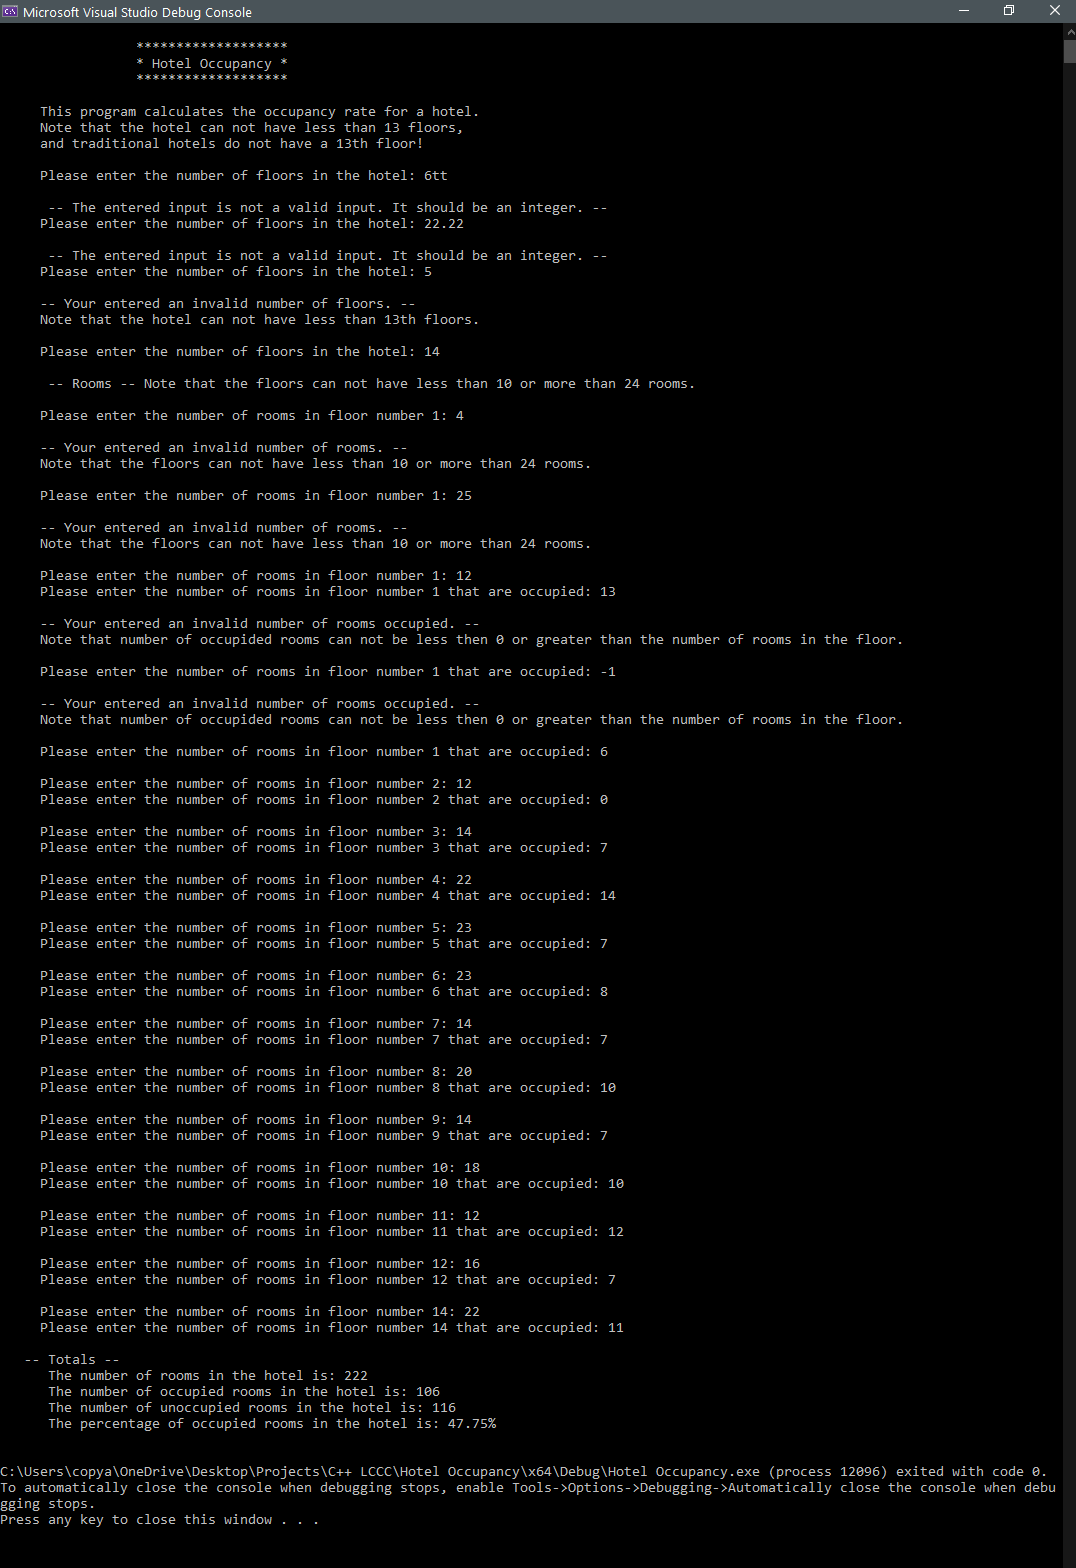 Microsoft Visual Studio Debug Console
*******************
* Hotel Occupancy *
*******************
This program calculates the occupancy rate for a hotel.
Note that the hotel can not have less than 13 floors,
and traditional hotels do not have a 13th floor!
Please enter the number of floors in the hotel: 6tt
-- The entered input is not a valid input. It should be an integer. --
Please enter the number of floors in the hotel: 22.22
-- The entered input is not a valid input. It should be an integer. --
Please enter the number of floors in the hotel: 5
-- Your entered an invalid number of floors. --
Note that the hotel can not have less than 13th floors.
Please enter the number of floors in the hotel: 14
-- Rooms -- Note that the floors can not have less than 10 or more than 24 rooms.
Please enter the number of rooms in floor number 1: 4
-- Your entered an invalid number of rooms. --
Note that the floors can not have less than 10 or more than 24 rooms.
Please enter the number of rooms in floor number 1: 25
-- Your entered an invalid number of rooms. --
Note that the floors can not have less than 10 or more than 24 rooms.
Please enter the number of rooms in floor number 1: 12
Please enter the number of rooms in floor number 1 that are occupied: 13
-- Your entered an invalid number of rooms occupied. --
Note that number of occupided rooms can not be less then 0 or greater than the number of rooms in the floor.
Please enter the number of rooms in floor number 1 that are occupied: -1
-- Your entered an invalid number of rooms occupied. --
Note that number of occupided rooms can not be less then 0 or greater than the number of rooms in the floor.
Please enter the number of rooms in floor number 1 that are occupied: 6
Please enter the number of rooms in floor number 2: 12
Please enter the number of rooms in floor number 2 that are occupied: 0
Please enter the number of rooms in floor number 3: 14
Please enter the number of rooms in floor number 3 that are occupied: 7
Please enter the number of rooms in floor number 4: 22
Please enter the number of rooms in floor number 4 that are occupied: 14
Please enter the number of rooms in floor number 5: 23
Please enter the number of rooms in floor number 5 that are occupied: 7
Please enter the number of rooms in floor number 6: 23
Please enter the number of rooms in floor number 6 that are occupied: 8
Please enter the number of rooms in floor number 7: 14
Please enter the number of rooms in floor number 7 that are occupied: 7
Please enter the number of rooms in floor number 8: 20
Please enter the number of rooms in floor number 8 that are occupied: 10
Please enter the number of rooms in floor number 9: 14
Please enter the number of rooms in floor number 9 that are occupied: 7
Please enter the number of rooms in floor number 10: 18
Please enter the number of rooms in floor number 10 that are occupied: 10
Please enter the number of rooms in floor number 11: 12
Please enter the number of rooms in floor number 11 that are occupied: 12
Please enter the number of rooms in floor number 12: 16
Please enter the number of rooms in floor number 12 that are occupied: 7
Please enter the number of rooms in floor number 14: 22
Please enter the number of rooms in floor number 14 that are occupied: 11
-- Totals --
The number of rooms in the hotel is: 222
The number of occupied rooms in the hotel is: 106
The number of unoccupied rooms in the hotel is: 116
The percentage of occupied rooms in the hotel is: 47.75%
C:\Users\copya\OneDrive\Desktop\Projects\C++ LCCC\Hotel Occupancy\x64\Debug\Hotel Occupancy.exe (process 12096) exited with code 0.
To automatically close the console when debugging stops, enable Tools->Options->Debugging->Automatically close the console when debu
gging stops.
Press any key to close this window . . .